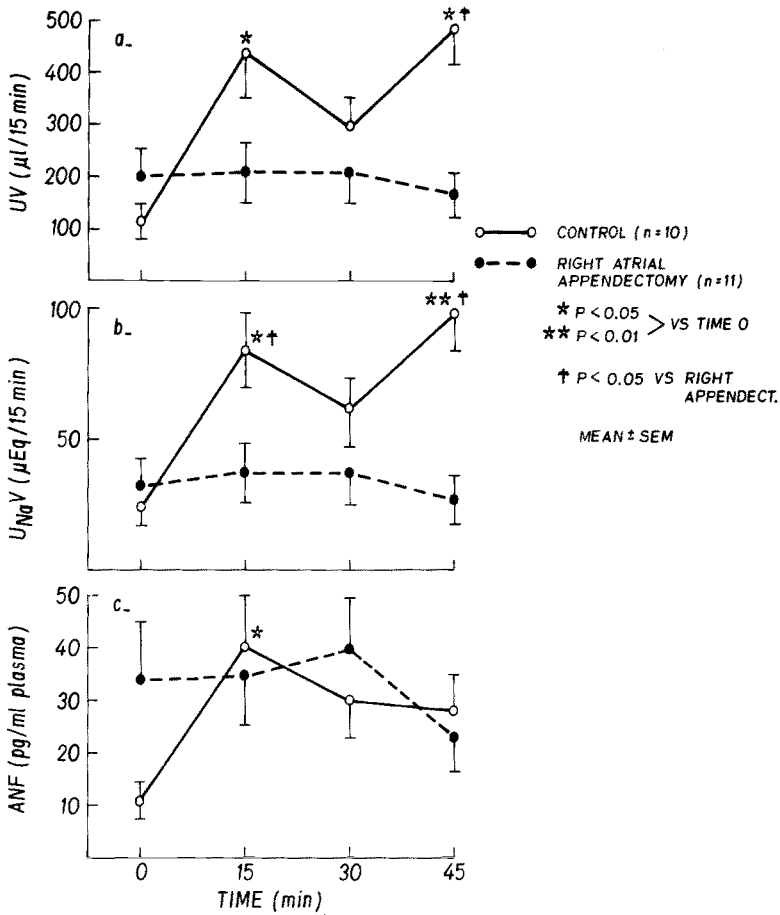 a_
500
400
300
200
100
UV (µl/15 min)
*
*†
b_
100
50
UNaV (µEq/15 min)
*†
**†
c_
50
40
30
20
10
ANF (pg/ml plasma)
*
0
15
30
45
TIME (min)
CONTROL (n=10)
RIGHT ATRIAL
APPENDECTOMY (n=11)
* P<0.05
** P<0.01
> VS TIME 0
† P<0.05 VS RIGHT
APPENDECT.
MEAN ± SEM